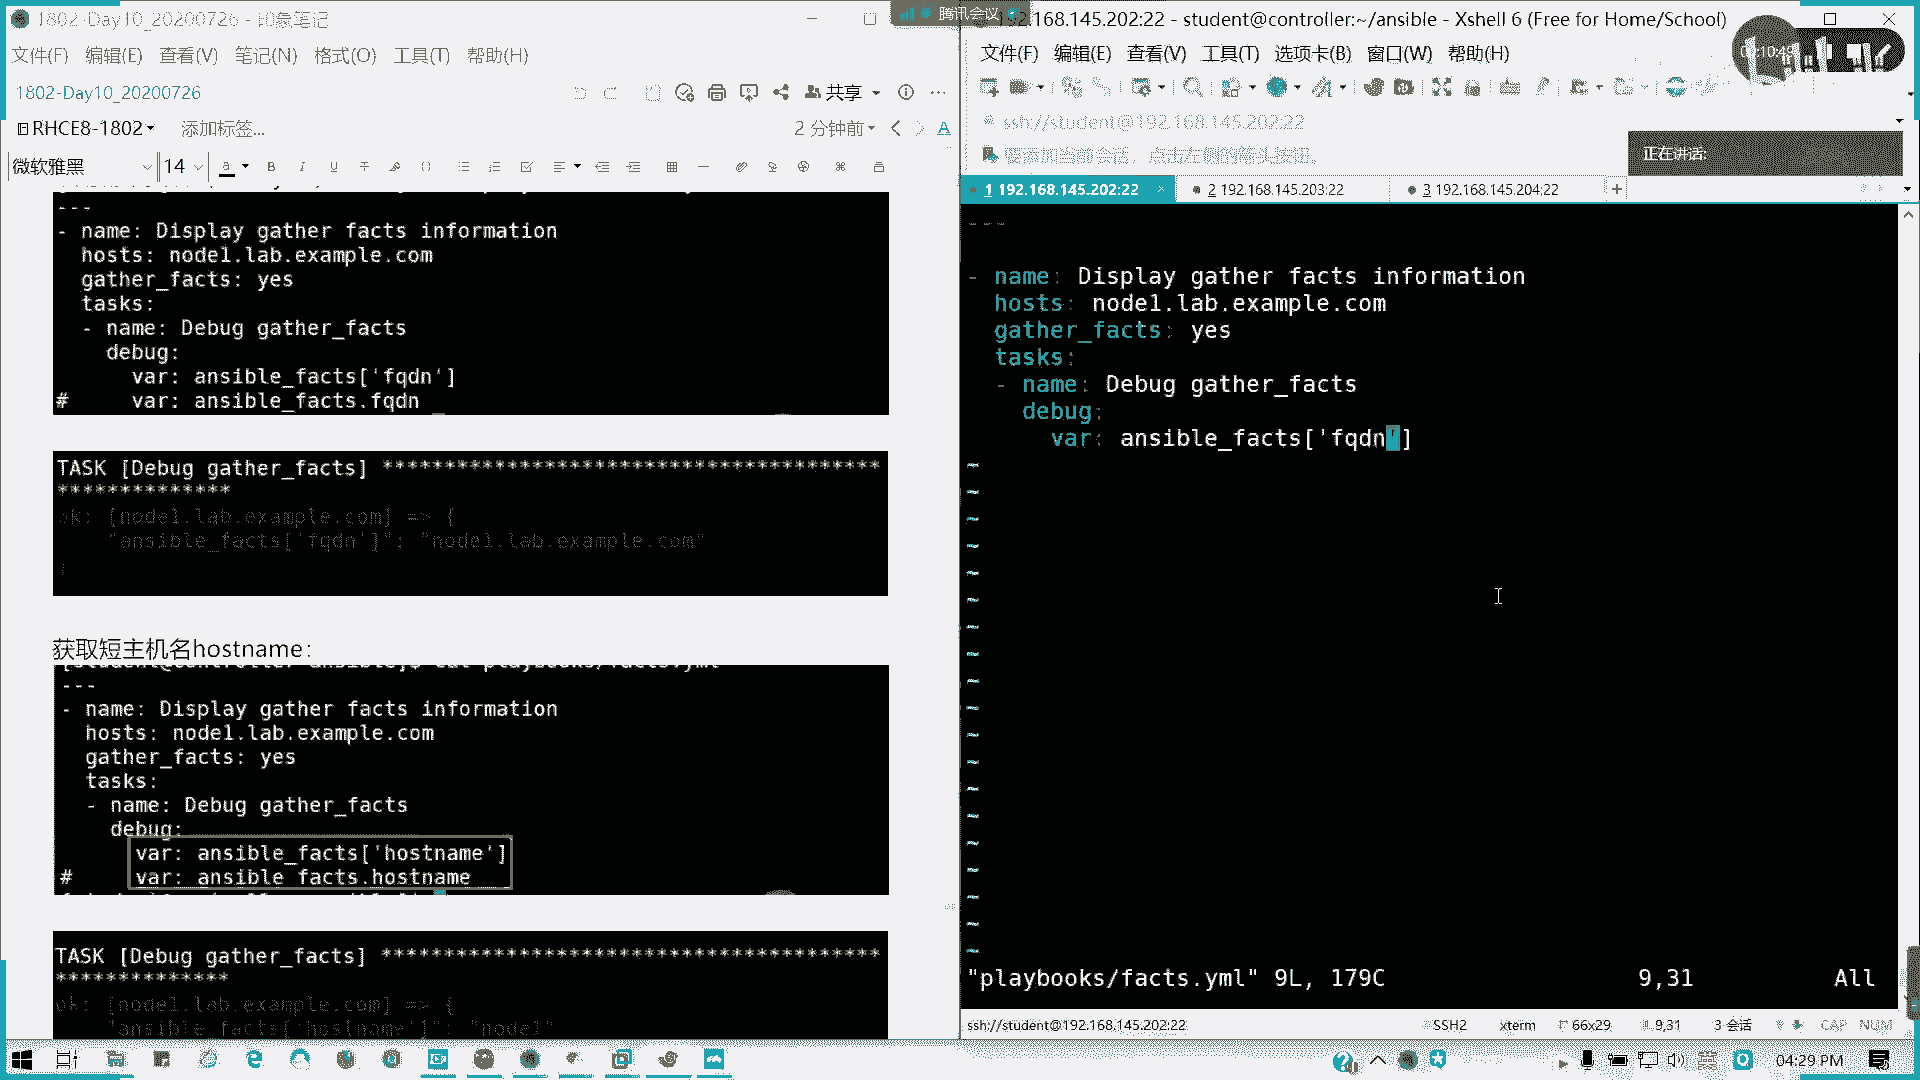 1802-Day10_20200726 - 印象笔记
文件(F) 编辑(E) 查看(V) 笔记(N) 格式(O) 工具(T) 帮助(H)
1802-Day10_20200726
共享
RHCE8-1802
添加标签...
2 分钟前
微软雅黑 14
---
- name: Display gather facts information
hosts: node1.lab.example.com
gather_facts: yes
tasks:
- name: Debug gather_facts
debug:
var: ansible_facts['fqdn']
# var: ansible_facts.fqdn
TASK [Debug gather_facts] ****************************************
**************
ok: [node1.lab.example.com] => {
"ansible_facts['fqdn']": "node1.lab.example.com"
}
获取短主机名hostname：
---
- name: Display gather facts information
hosts: node1.lab.example.com
gather_facts: yes
tasks:
- name: Debug gather_facts
debug:
var: ansible_facts['hostname']
# var: ansible_facts.hostname
TASK [Debug gather_facts] ****************************************
**************
ok: [node1.lab.example.com] => {
"ansible_facts['hostname']": "node1"
腾讯会议
.168.145.202:22 - student@controller:~/ansible - Xshell 6 (Free for Home/School)
文件(F) 编辑(E) 查看(V) 工具(T) 选项卡(B) 窗口(W) 帮助(H)
ssh://student@192.168.145.202:22
要添加当前会话，点击左侧的箭头按钮。
正在讲话:
1 192.168.145.202:22
2 192.168.145.203:22
3 192.168.145.204:22
---
- name: Display gather facts information
hosts: node1.lab.example.com
gather_facts: yes
tasks:
- name: Debug gather_facts
debug:
var: ansible_facts['fqdn']
"playbooks/facts.yml" 9L, 179C 9,31 All
ssh://student@192.168.145.202:22 SSH2 xterm 66x29 9,31 3 会话 CAP NUM
英
04:29 PM